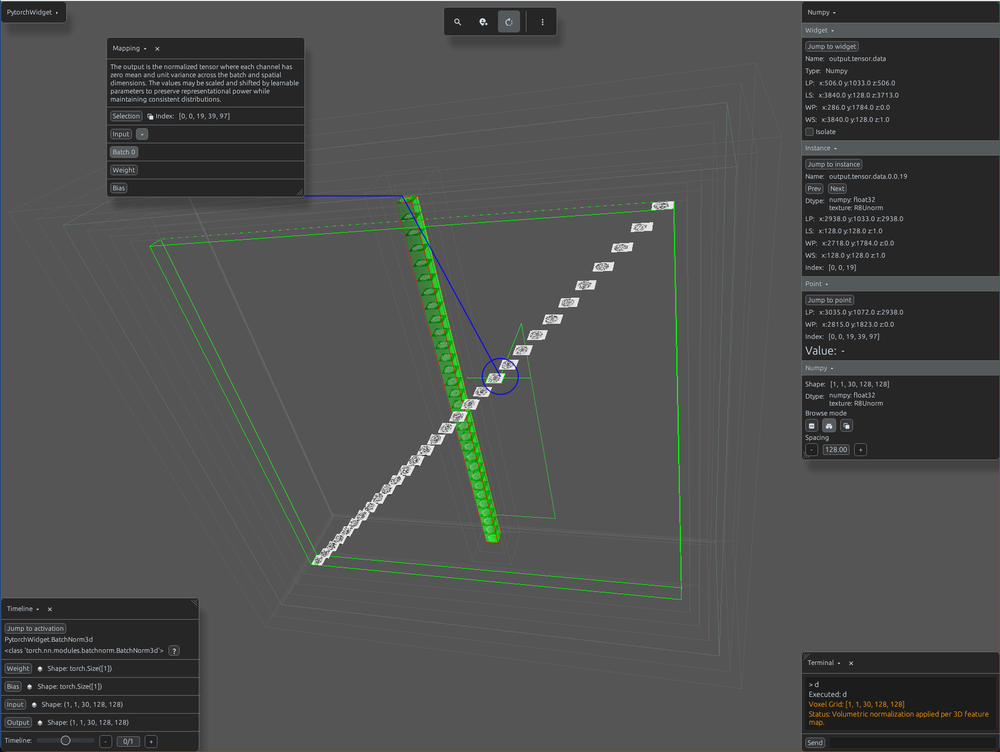 PytorchWidget
Mapping
The output is the normalized tensor where each channel has
zero mean and unit variance across the batch and spatial
dimensions. The values may be scaled and shifted by learnable
parameters to preserve representational power while
maintaining consistent distributions.
Selection Index: [0, 0, 19, 39, 97]
Input -
Batch 0
Weight
Bias
Numpy
Widget
Jump to widget
Name: output.tensor.data
Type: Numpy
LP: x:506.0 y:1033.0 z:506.0
LS: x:3840.0 y:128.0 z:3713.0
WP: x:286.0 y:1784.0 z:0.0
WS: x:3840.0 y:128.0 z:1.0
Isolate
Instance
Jump to instance
Name: output.tensor.data.0.0.19
Prev Next
Dtype: numpy: float32
texture: R8Unorm
LP: x:2938.0 y:1033.0 z:2938.0
LS: x:128.0 y:128.0 z:1.0
WP: x:2718.0 y:1784.0 z:0.0
WS: x:128.0 y:128.0 z:1.0
Index: [0, 0, 19]
Point
Jump to point
LP: x:3035.0 y:1072.0 z:2938.0
WP: x:2815.0 y:1823.0 z:0.0
Index: [0, 0, 19, 39, 97]
Value: -
Numpy
Shape: [1, 1, 30, 128, 128]
Dtype: numpy: float32
texture: R8Unorm
Browse mode
Spacing
- 128.00 +
Timeline
Jump to activation
PytorchWidget.BatchNorm3d
<class 'torch.nn.modules.batchnorm.BatchNorm3d'> ?
Weight Shape: torch.Size([1])
Bias Shape: torch.Size([1])
Input Shape: (1, 1, 30, 128, 128)
Output Shape: (1, 1, 30, 128, 128)
Timeline: - 0/1 +
Terminal
> d
Executed: d
Voxel Grid: [1, 1, 30, 128, 128]
Status: Volumetric normalization applied per 3D feature
map.
Send